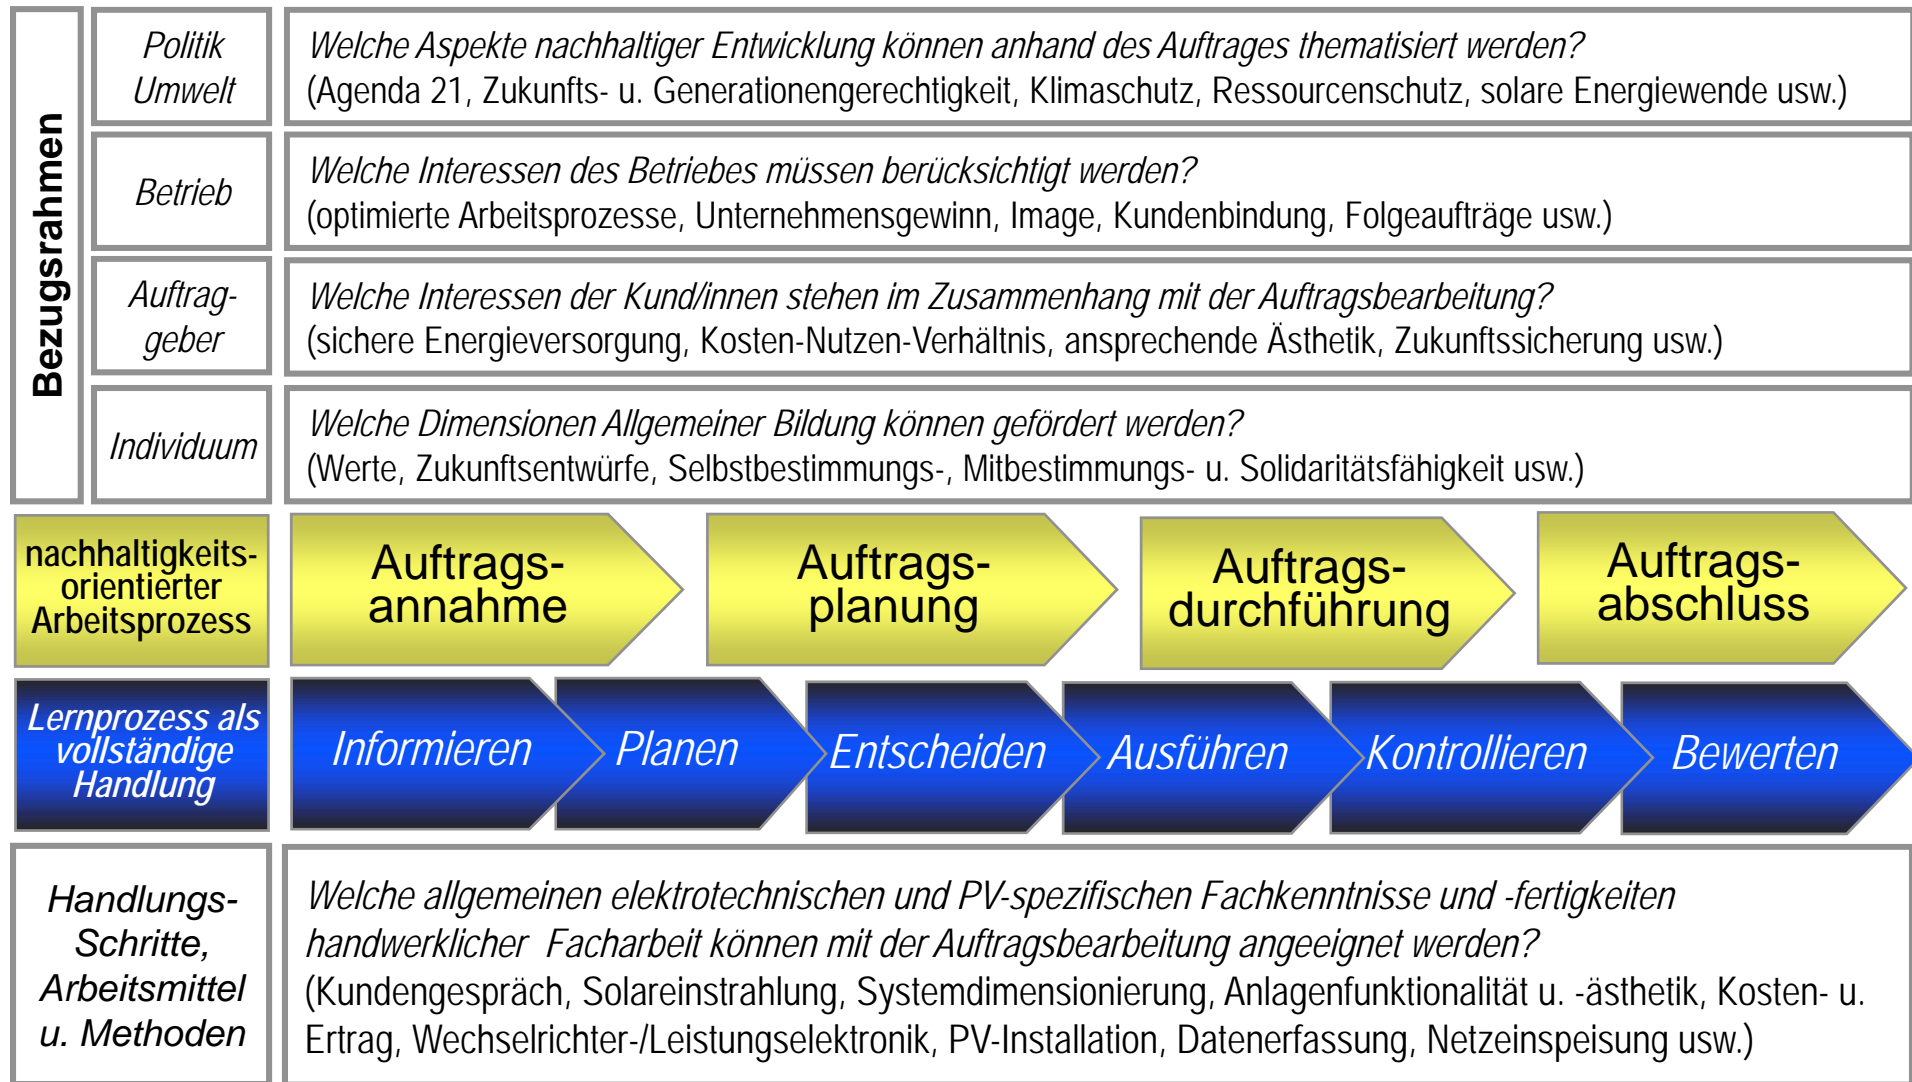 Bezugsrahmen
Politik
Umwelt
Welche Aspekte nachhaltiger Entwicklung können anhand des Auftrages thematisiert werden?
(Agenda 21, Zukunfts- u. Generationengerechtigkeit, Klimaschutz, Ressourcenschutz, solare Energiewende usw.)
Betrieb
Welche Interessen des Betriebes müssen berücksichtigt werden?
(optimierte Arbeitsprozesse, Unternehmensgewinn, Image, Kundenbindung, Folgeaufträge usw.)
Auftrag-
geber
Welche Interessen der Kund/innen stehen im Zusammenhang mit der Auftragsbearbeitung?
(sichere Energieversorgung, Kosten-Nutzen-Verhältnis, ansprechende Ästhetik, Zukunftssicherung usw.)
Individuum
Welche Dimensionen Allgemeiner Bildung können gefördert werden?
(Werte, Zukunftsentwürfe, Selbstbestimmungs-, Mitbestimmungs- u. Solidaritätsfähigkeit usw.)
nachhaltigkeits-
orientierter
Arbeitsprozess
Auftrags-
annahme
Auftrags-
planung
Auftrags-
durchführung
Auftrags-
abschluss
Lernprozess als
vollständige
Handlung
Informieren
Planen
Entscheiden
Ausführen
Kontrollieren
Bewerten
Handlungs-
Schritte,
Arbeitsmittel
u. Methoden
Welche allgemeinen elektrotechnischen und PV-spezifischen Fachkenntnisse und -fertigkeiten
handwerklicher Facharbeit können mit der Auftragsbearbeitung angeeignet werden?
(Kundengespräch, Solareinstrahlung, Systemdimensionierung, Anlagenfunktionalität u. -ästhetik, Kosten- u.
Ertrag, Wechselrichter-/Leistungselektronik, PV-Installation, Datenerfassung, Netzeinspeisung usw.)